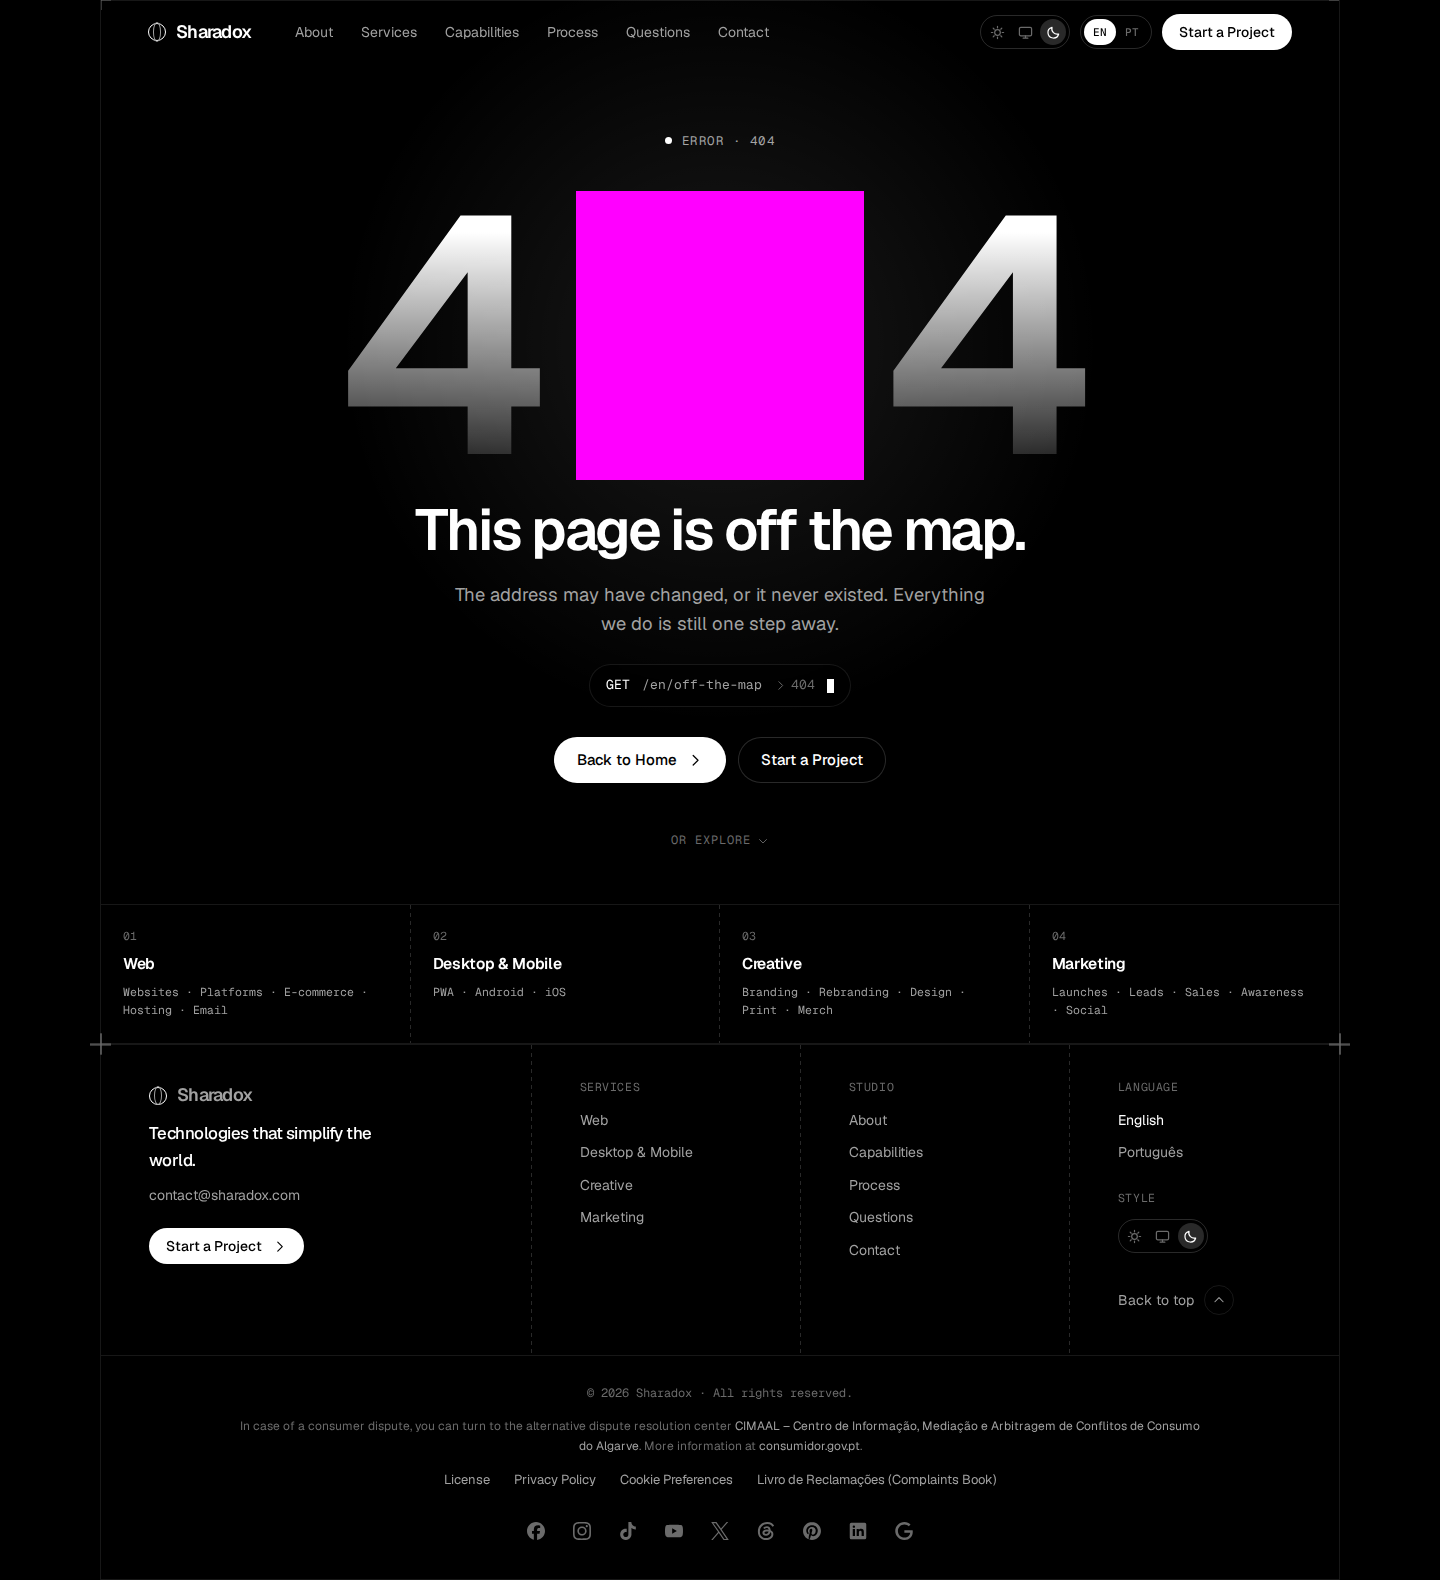 Sharadox
About Services Capabilities Process Questions Contact
EN PT
Start a Project
ERROR · 404
4 4
This page is off the map.
The address may have changed, or it never existed. Everything
we do is still one step away.
GET /en/off-the-map 404
Back to Home
Start a Project
OR EXPLORE
01
Web
Websites · Platforms · E-commerce ·
Hosting · Email
02
Desktop & Mobile
PWA · Android · iOS
03
Creative
Branding · Rebranding · Design ·
Print · Merch
04
Marketing
Launches · Leads · Sales · Awareness
· Social
Sharadox
Technologies that simplify the
world.
contact@sharadox.com
Start a Project
SERVICES
Web
Desktop & Mobile
Creative
Marketing
STUDIO
About
Capabilities
Process
Questions
Contact
LANGUAGE
English
Português
STYLE
Back to top
© 2026 Sharadox · All rights reserved.
In case of a consumer dispute, you can turn to the alternative dispute resolution center CIMAAL – Centro de Informação, Mediação e Arbitragem de Conflitos de Consumo
do Algarve. More information at consumidor.gov.pt.
License Privacy Policy Cookie Preferences Livro de Reclamações (Complaints Book)